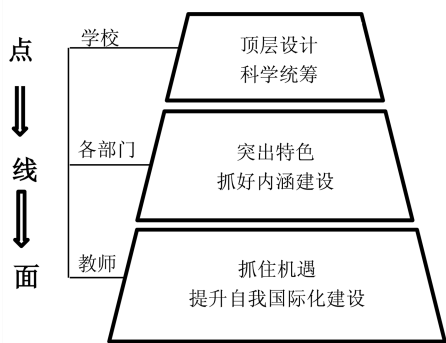 点
学校
顶层设计
科学统筹
线
各部门
突出特色
抓好内涵建设
面
教师
抓住机遇
提升自我国际化建设